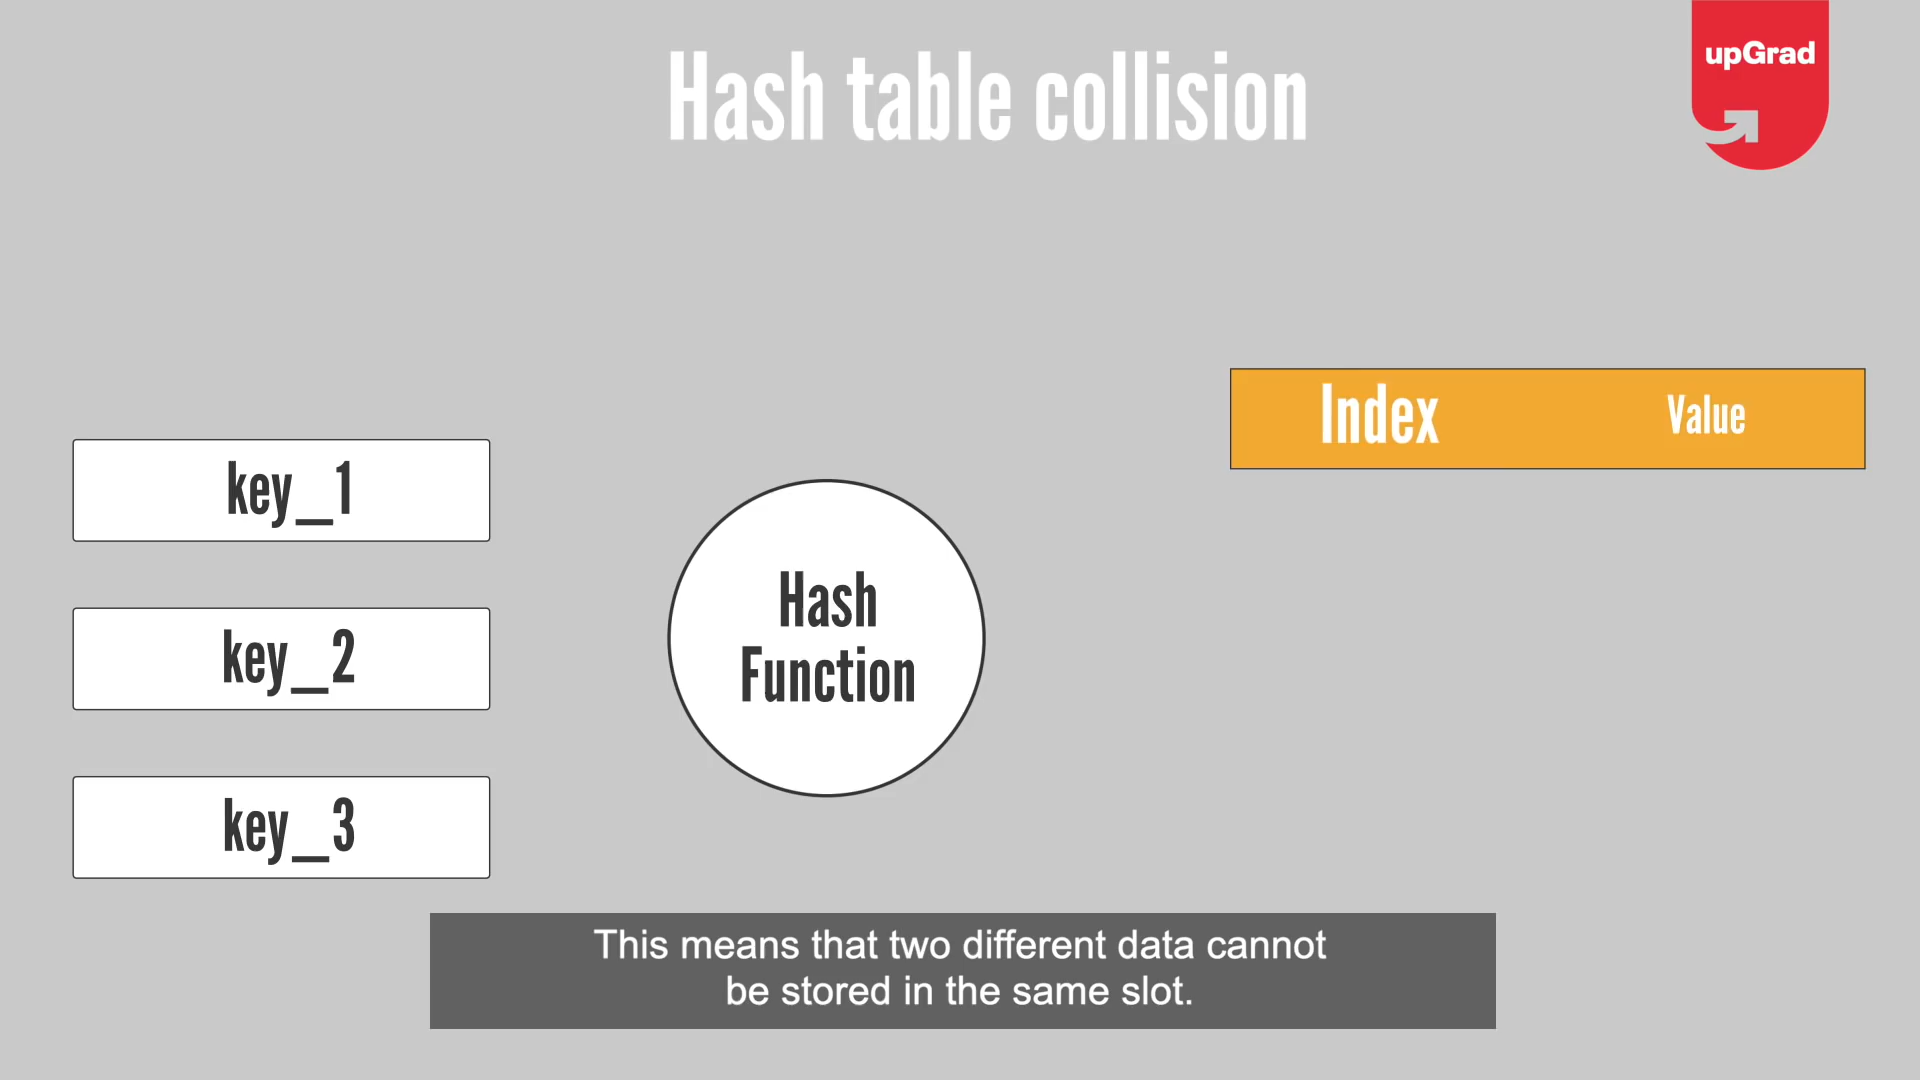 Hash table collision
upGrad
Index Value
key_1
key_2
key_3
Hash
Function
This means that two different data cannot
be stored in the same slot.